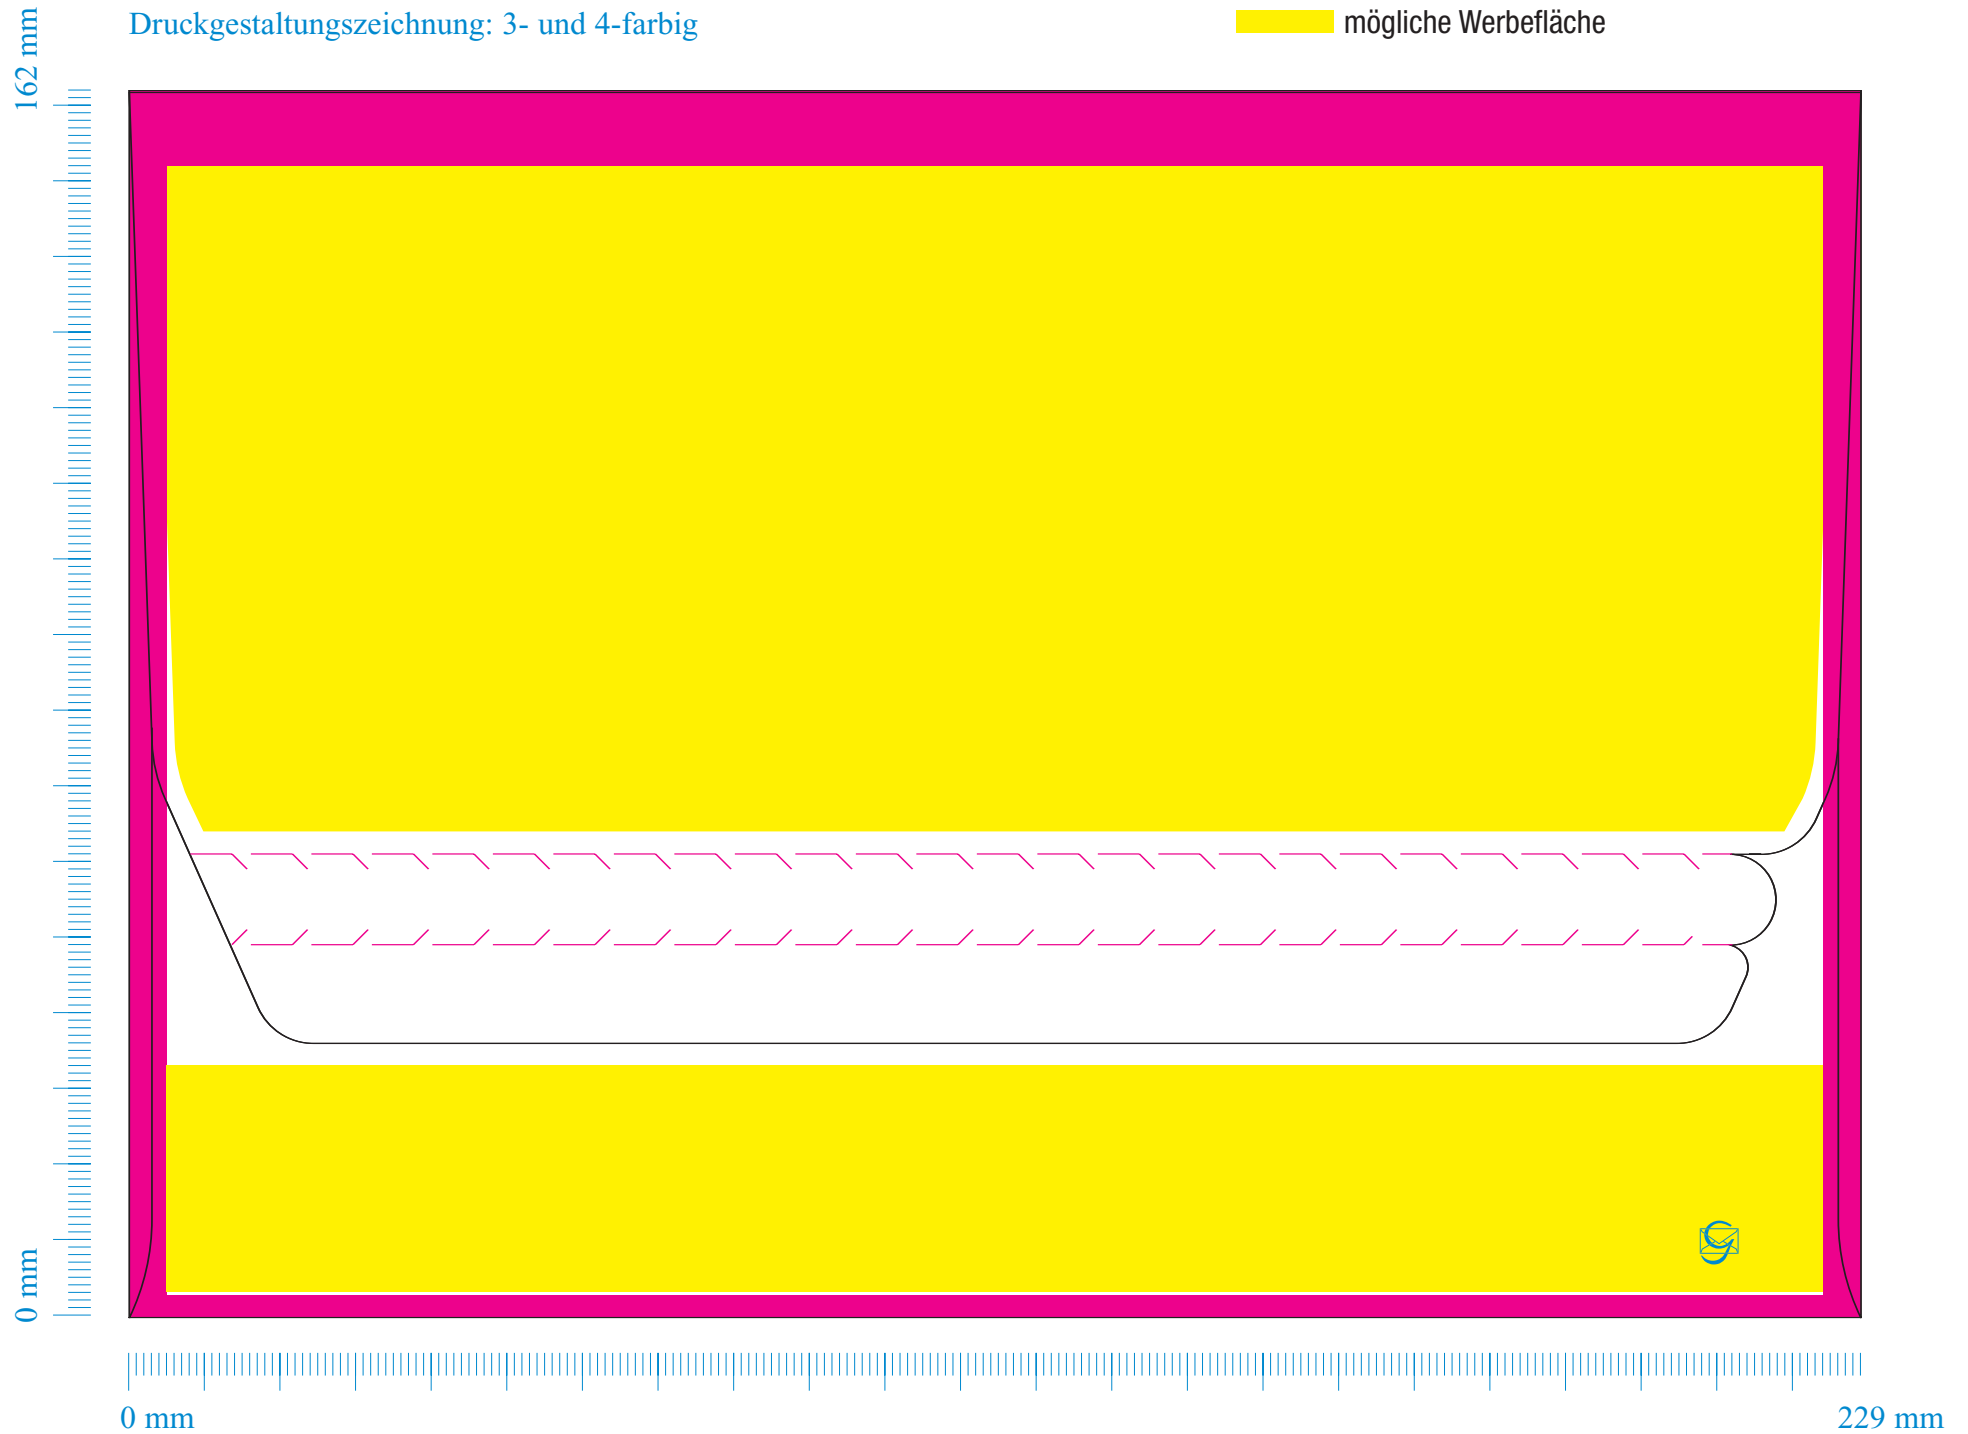 Druckgestaltungszeichnung: 3- und 4-farbig
mögliche Werbefläche
162 mm
0 mm
0 mm
229 mm